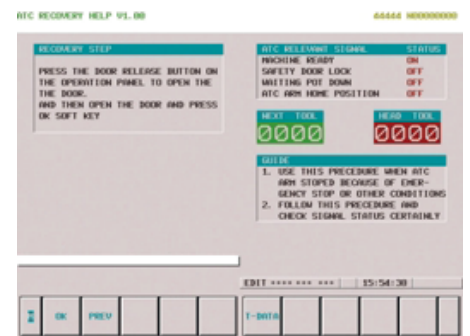 ATC RECOVERY HELP V1.00
44444 N00000000
RECOVERY STEP
PRESS THE DOOR RELEASE BUTTON ON
THE OPERATION PANEL TO OPEN THE
THE DOOR.
AND THEN OPEN THE DOOR AND PRESS
OK SOFT KEY
ATC RELEVANT SIGNAL STATUS
MACHINE READY ON
SAFETY DOOR LOCK OFF
WAITING POT DOWN OFF
ATC ARM HOME POSITION OFF
NEXT TOOL HEAD TOOL
0000 0000
GUIDE
1. USE THIS PRECEDURE WHEN ATC
ARM STOPED BECAUSE OF EMER-
GENCY STOP OR OTHER CONDITIONS
2. FOLLOW THIS PRECEDURE AND
CHECK SIGNAL STATUS CERTAINLY
EDIT **** *** *** 15:54:30
OK PREV T-DATA